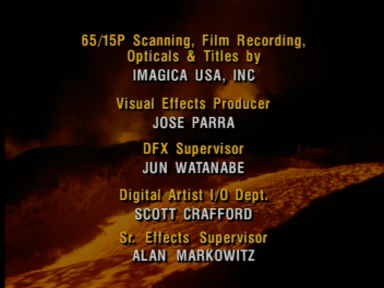 65/15P Scanning, Film Recording,
Opticals & Titles by
IMAGICA USA, INC
Visual Effects Producer
JOSE PARRA
DFX Supervisor
JUN WATANABE
Digital Artist I/O Dept.
SCOTT CRAFFORD
Sr. Effects Supervisor
ALAN MARKOWITZ